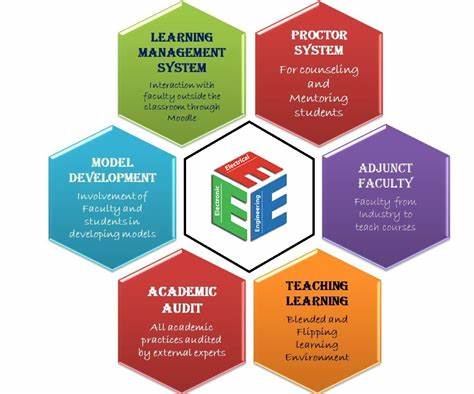 LEARNING
MANAGEMENT
SYSTEM
Interaction with
faculty outside the
classroom through
Moodle
PROCTOR
SYSTEM
For counseling
and
Mentoring
students
MODEL
DEVELOPMENT
Involvement of
Faculty and
students in
developing models
Electrical
Electronic
Engineering
EEE
ADJUNCT
FACULTY
Faculty from
Industry to
teach courses
ACADEMIC
AUDIT
All academic
practices audited
by external experts
TEACHING
LEARNING
Blended and
Flipping
learning
Environment